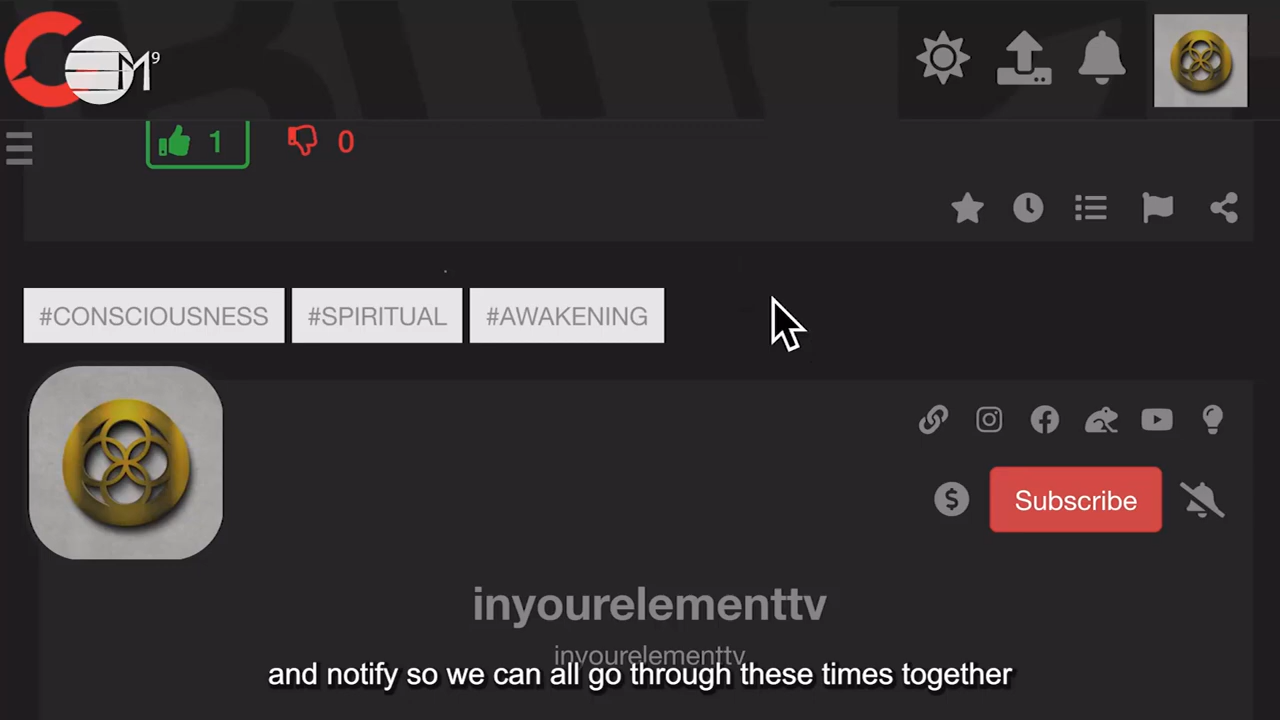 CEM⁹
1 0
#CONSCIOUSNESS #SPIRITUAL #AWAKENING
Subscribe
inyourelementtv
inyourelementtv
and notify so we can all go through these times together